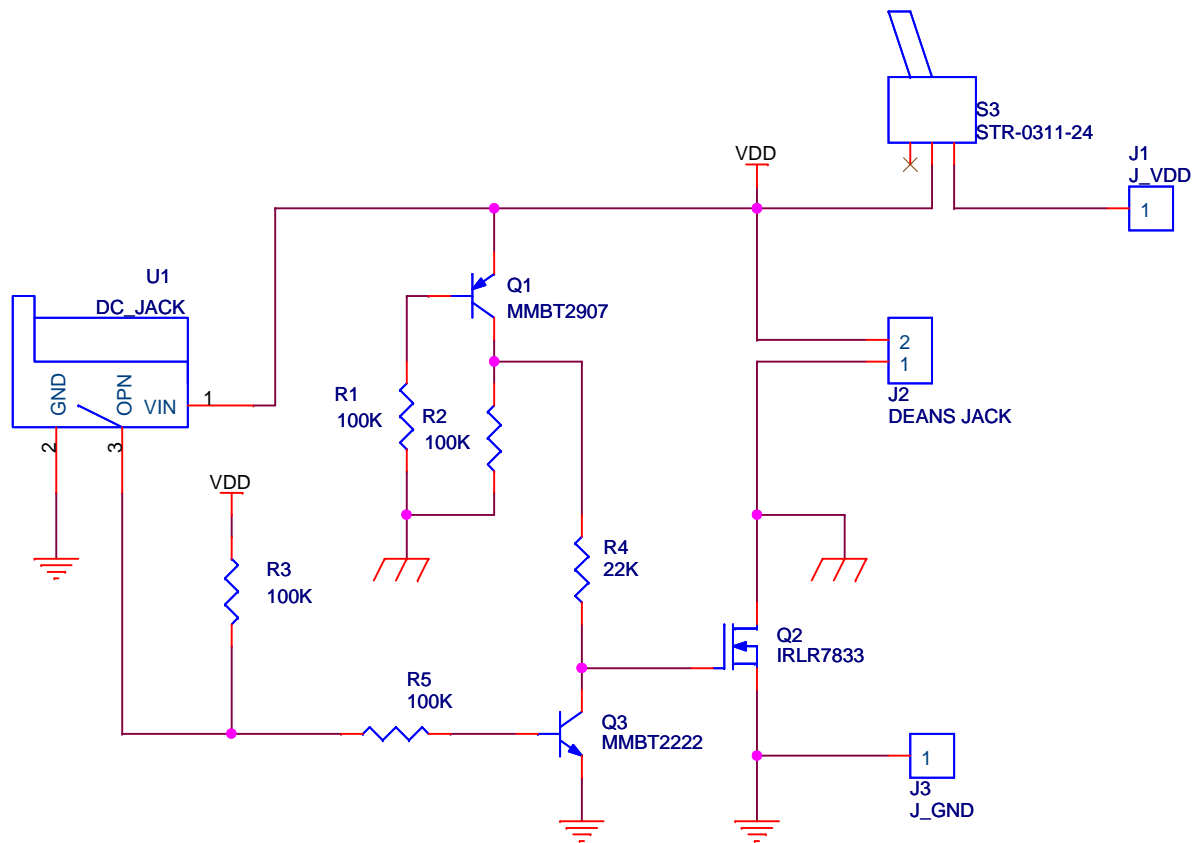 S3
STR-0311-24
VDD
J1
J_VDD
1
U1
DC_JACK
Q1
MMBT2907
GND
OPN
VIN
1
2
3
2
1
J2
DEANS JACK
R1
100K
R2
100K
VDD
R3
100K
R4
22K
Q2
IRLR7833
R5
100K
Q3
MMBT2222
1
J3
J_GND